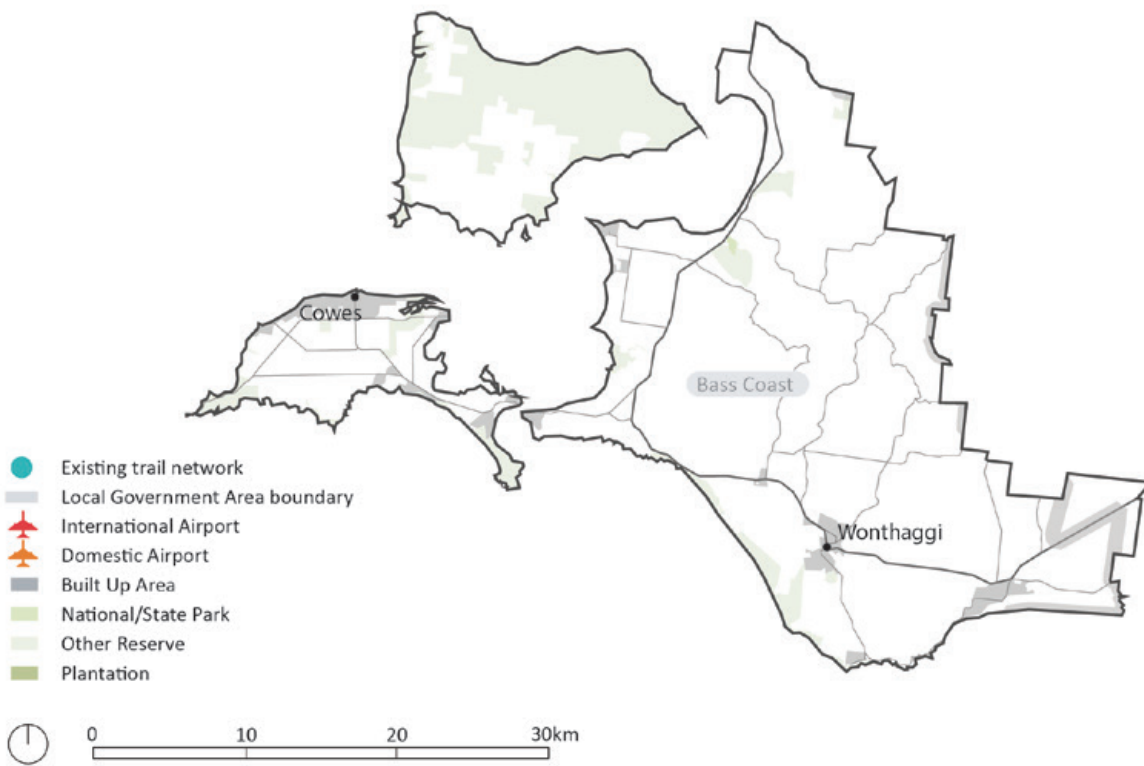 Cowes
Bass Coast
Wonthaggi
Existing trail network
Local Government Area boundary
International Airport
Domestic Airport
Built Up Area
National/State Park
Other Reserve
Plantation
0 10 20 30km